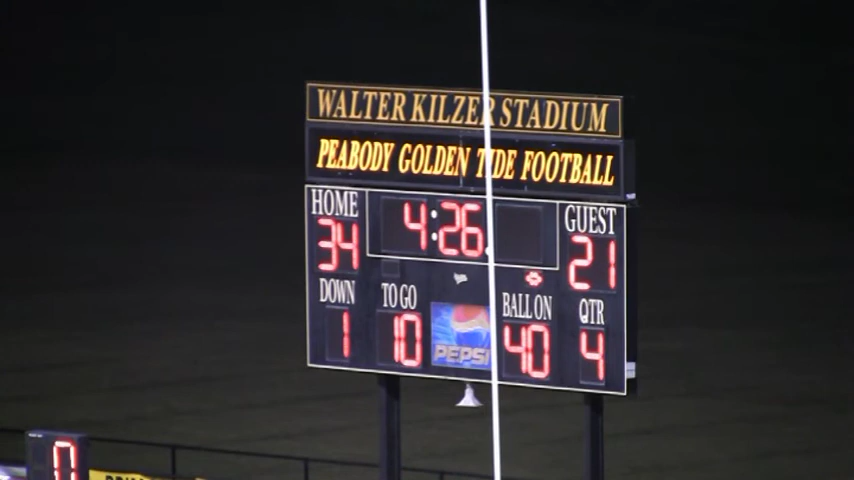 WALTER KILZER STADIUM
PEABODY GOLDEN TIDE FOOTBALL
HOME 4:26 GUEST
34 21
DOWN TO GO BALL ON QTR
1 10 PEPSI 40 4
0